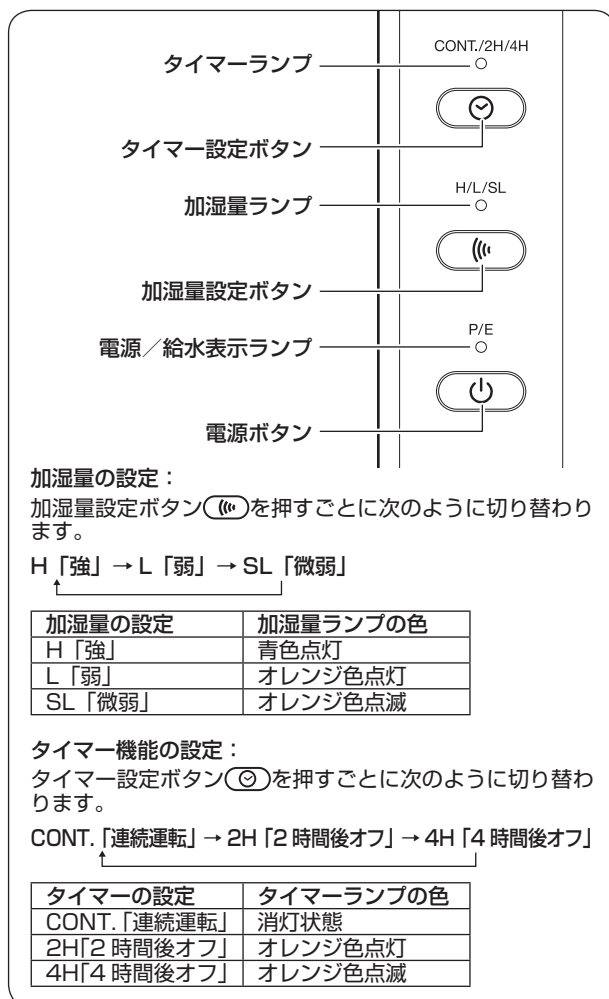 CONT./2H/4H
タイマーランプ
タイマー設定ボタン
H/L/SL
加湿量ランプ
加湿量設定ボタン
P/E
電源／給水表示ランプ
電源ボタン
加湿量の設定：
加湿量設定ボタンを押すごとに次のように切り替わり
ます。
H「強」→ L「弱」→ SL「微弱」
加湿量の設定 加湿量ランプの色
H「強」 青色点灯
L「弱」 オレンジ色点灯
SL「微弱」 オレンジ色点滅
タイマー機能の設定：
タイマー設定ボタンを押すごとに次のように切り替わ
ります。
CONT.「連続運転」→ 2H「2 時間後オフ」→ 4H「4 時間後オフ」
タイマーの設定 タイマーランプの色
CONT.「連続運転」 消灯状態
2H「2 時間後オフ」 オレンジ色点灯
4H「4 時間後オフ」 オレンジ色点滅